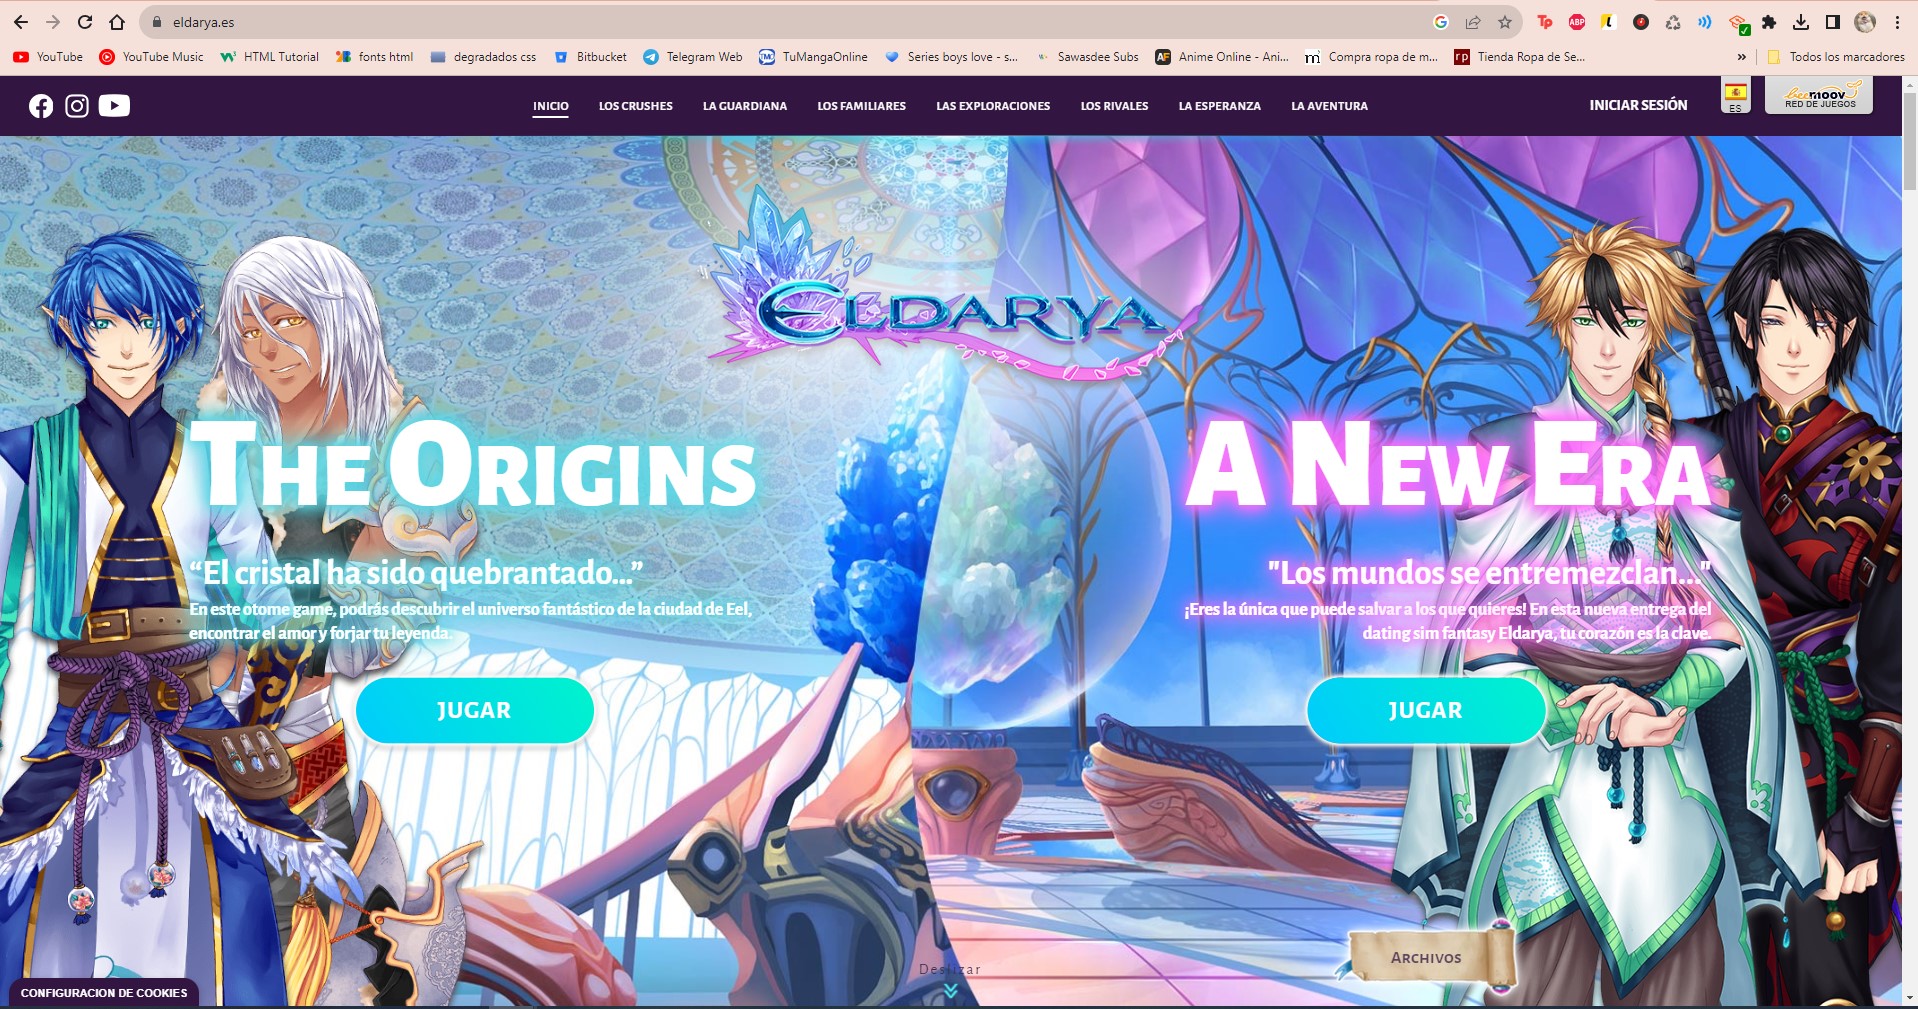 eldarya.es
YouTube
YouTube Music
HTML Tutorial
fonts html
degradados css
Bitbucket
Telegram Web
TuMangaOnline
Series boys love - s...
Sawasdee Subs
Anime Online - Ani...
Compra ropa de m...
Tienda Ropa de Se...
»
Todos los marcadores
INICIO
LOS CRUSHES
LA GUARDIANA
LOS FAMILIARES
LAS EXPLORACIONES
LOS RIVALES
LA ESPERANZA
LA AVENTURA
INICIAR SESIÓN
ES
beemoov
RED DE JUEGOS
ELDARYA
THE ORIGINS
“El cristal ha sido quebrantado...”
En este otome game, podrás descubrir el universo fantástico de la ciudad de Eel,
encontrar el amor y forjar tu leyenda.
JUGAR
A NEW ERA
"Los mundos se entremezclan..."
¡Eres la única que puede salvar a los que quieres! En esta nueva entrega del
dating sim fantasy Eldarya, tu corazón es la clave.
JUGAR
Deslizar
ARCHIVOS
CONFIGURACION DE COOKIES